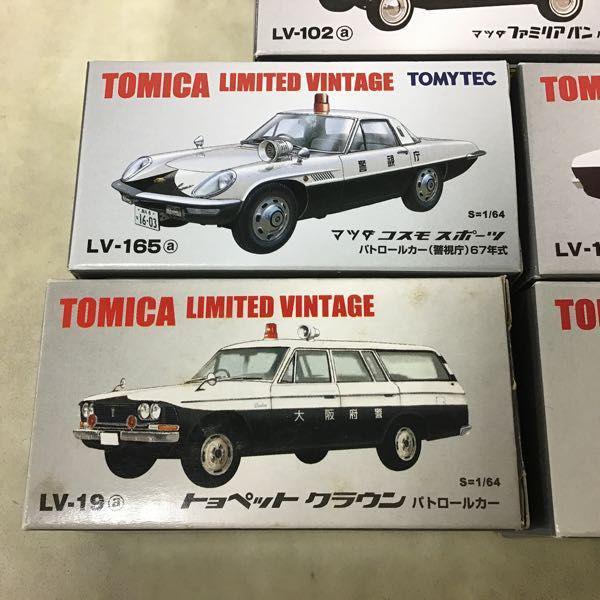 LV-102ⓐ マツダ ファミリアバン
TOMICA LIMITED VINTAGE TOMYTEC
警視庁
16-03
S=1/64
LV-165ⓐ マツダ コスモ スポーツ
パトロールカー(警視庁)67年式
TOMICA LIMITED VINTAGE
大阪府警
S=1/64
LV-19ⓐ トヨペット クラウン パトロールカー
TOM
LV-1
TO